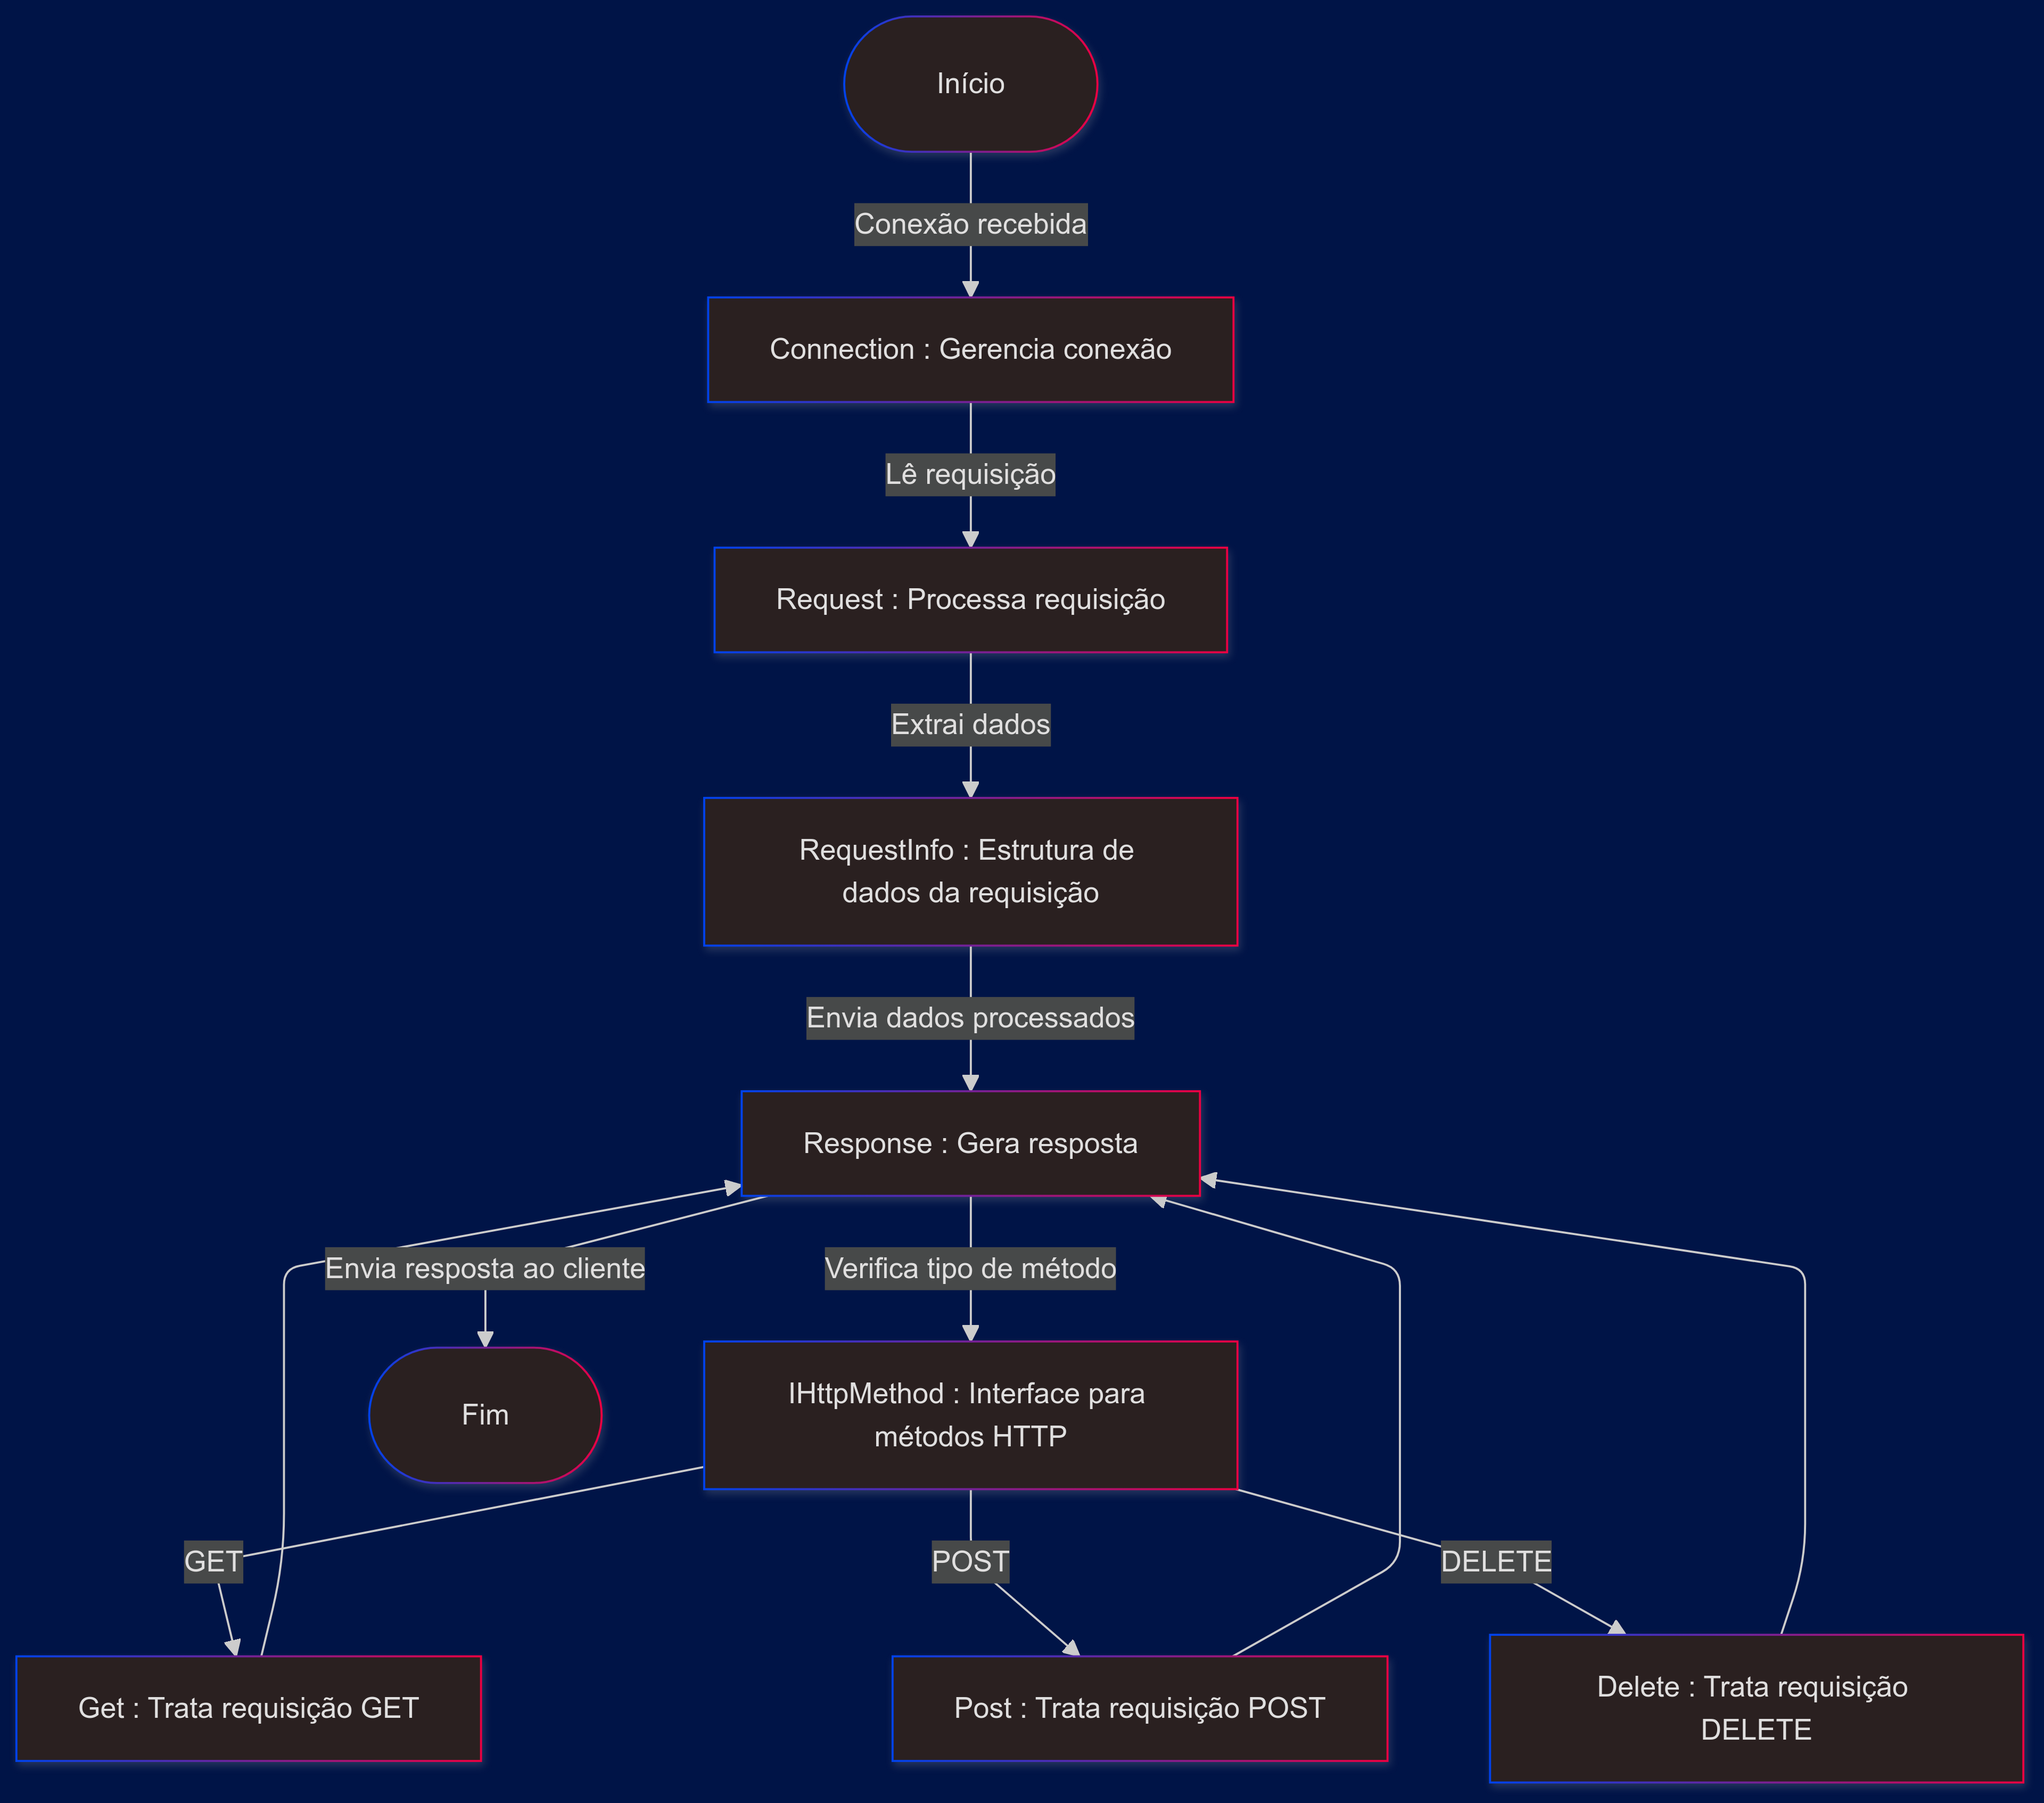 Início
Conexão recebida
Connection : Gerencia conexão
Lê requisição
Request : Processa requisição
Extrai dados
RequestInfo : Estrutura de
dados da requisição
Envia dados processados
Response : Gera resposta
Envia resposta ao cliente
Verifica tipo de método
Fim
IHttpMethod : Interface para
métodos HTTP
GET
POST
DELETE
Get : Trata requisição GET
Post : Trata requisição POST
Delete : Trata requisição
DELETE